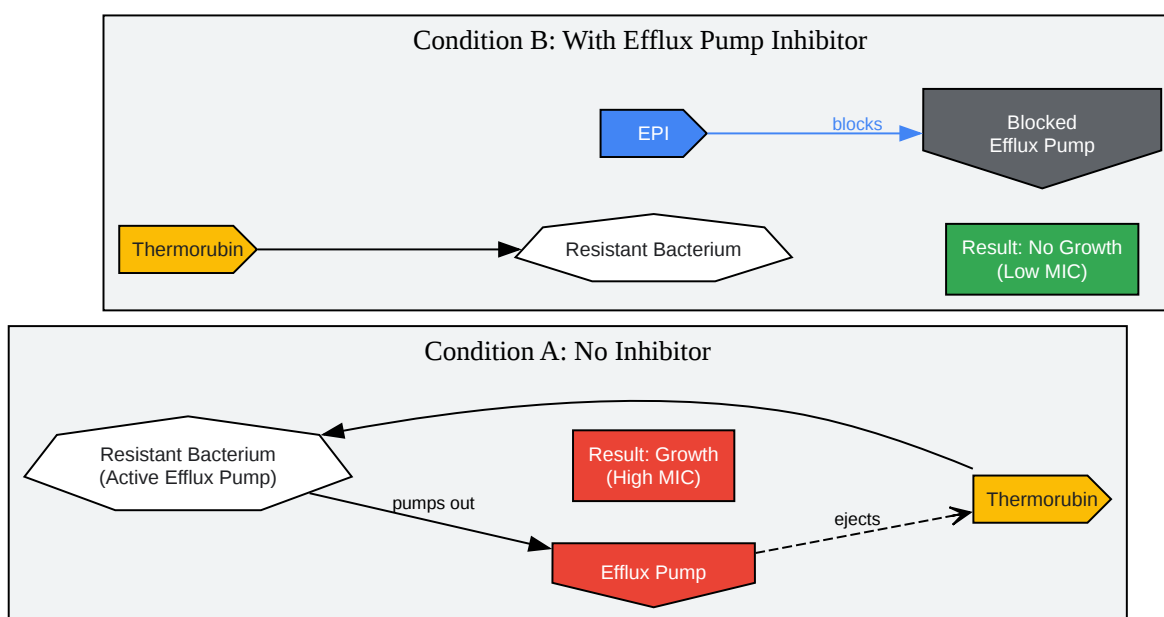 Condition B: With Efflux Pump Inhibitor
EPI
blocks
Blocked
Efflux Pump
Thermorubin
Resistant Bacterium
Result: No Growth
(Low MIC)
Condition A: No Inhibitor
Resistant Bacterium
(Active Efflux Pump)
Result: Growth
(High MIC)
pumps out
ejects
Thermorubin
Efflux Pump